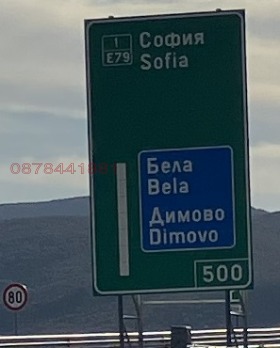 1
E79
София
Sofia
Бела
Bela
Димово
Dimovo
500
80